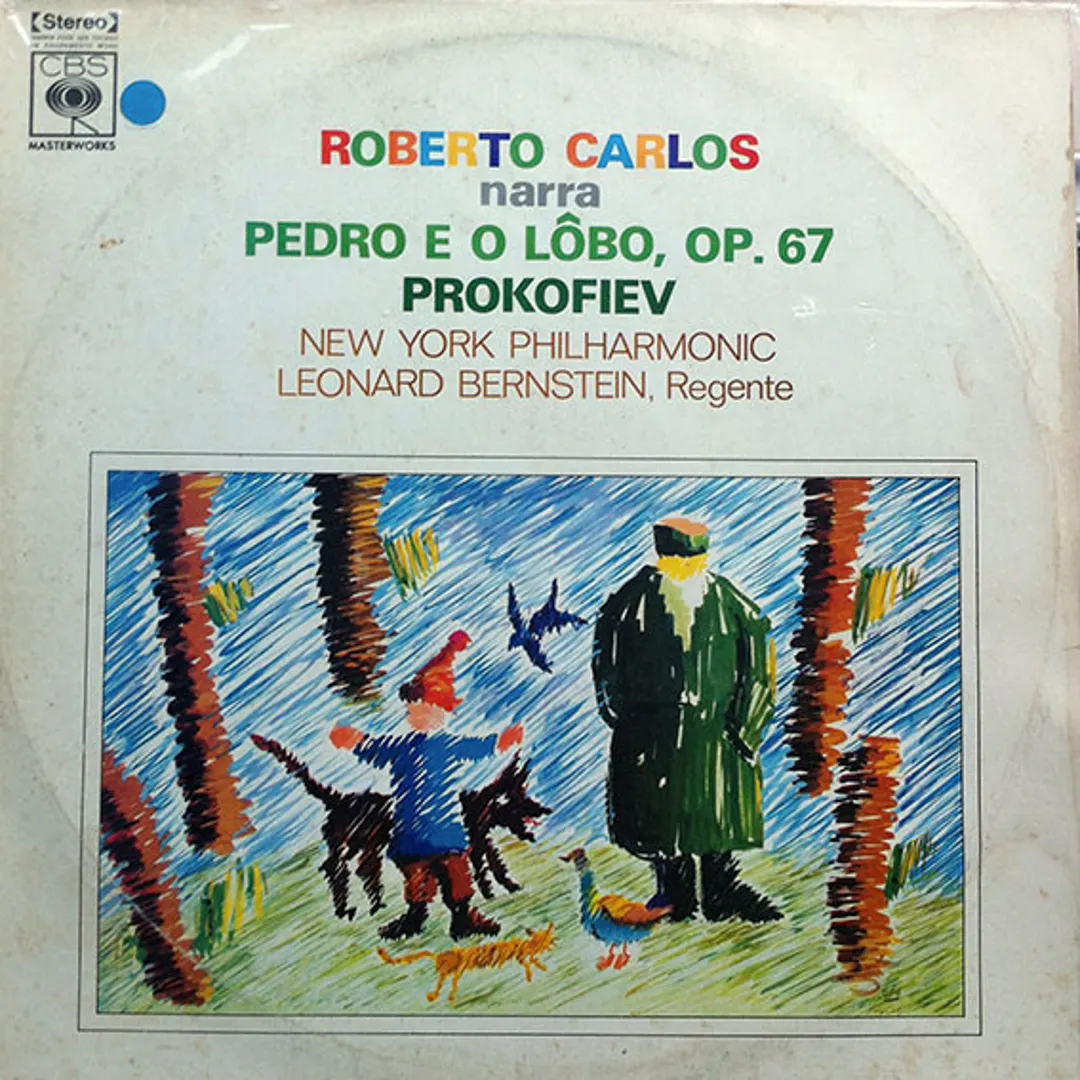 Stereo
CBS
MASTERWORKS
ROBERTO CARLOS
narra
PEDRO E O LÔBO, OP. 67
PROKOFIEV
NEW YORK PHILHARMONIC
LEONARD BERNSTEIN, Regente